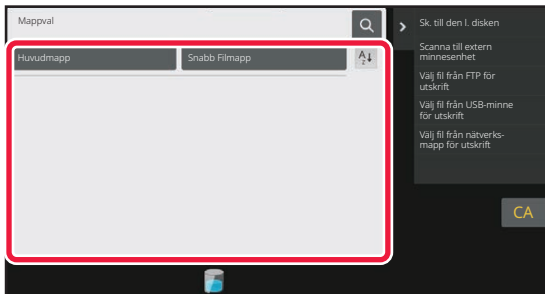 Mappval
Huvudmapp
Snabb Filmapp
Sk. till den l. disken
Scanna till extern
minnesenhet
Välj fil från FTP för
utskrift
Välj fil från USB-minne
för utskrift
Välj fil från nätverks-
mapp för utskrift
CA